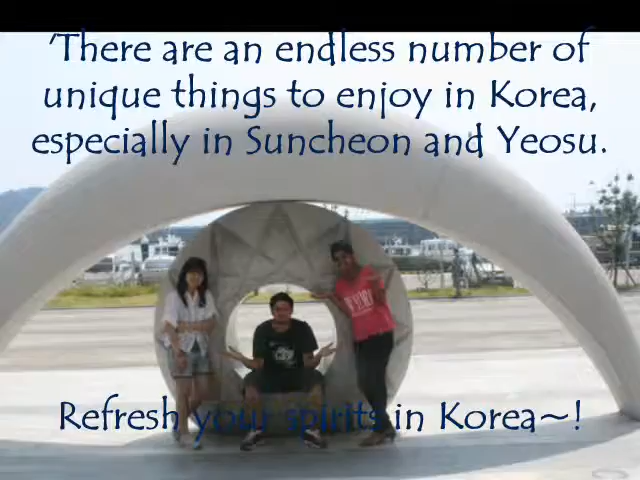 'There are an endless number of
unique things to enjoy in Korea,
especially in Suncheon and Yeosu.
Refresh your spirits in Korea~!